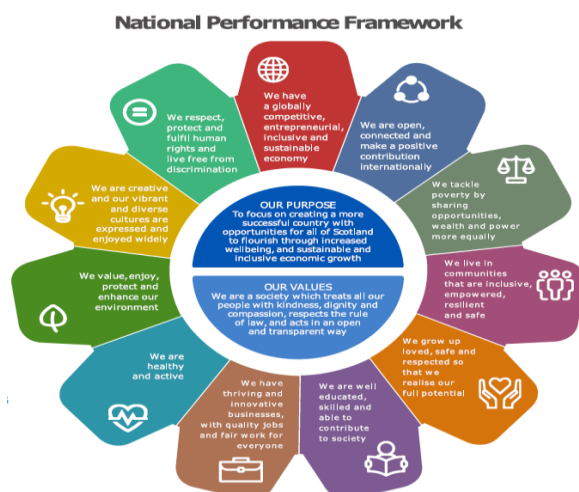 National Performance Framework
We have
a globally
competitive,
entrepreneurial,
inclusive and
sustainable
economy
We are open,
connected and
make a positive
contribution
internationally
We tackle
poverty by
sharing
opportunities,
wealth and power
more equally
We live in
communities
that are inclusive,
empowered,
resilient
and safe
We grow up
loved, safe and
respected so
that we
realise our
full potential
We are well
educated,
skilled and
able to
contribute
to society
We have
thriving and
innovative
businesses,
with quality jobs
and fair work for
everyone
We are
healthy
and active
We value, enjoy,
protect and
enhance our
environment
We are creative
and our vibrant
and diverse
cultures are
expressed and
enjoyed widely
We respect,
protect and
fulfil human
rights and
live free from
discrimination
OUR PURPOSE
To focus on creating a more
successful country with
opportunities for all of Scotland
to flourish through increased
wellbeing, and sustainable and
inclusive economic growth
OUR VALUES
We are a society which treats all our
people with kindness, dignity and
compassion, respects the rule
of law, and acts in an open
and transparent way